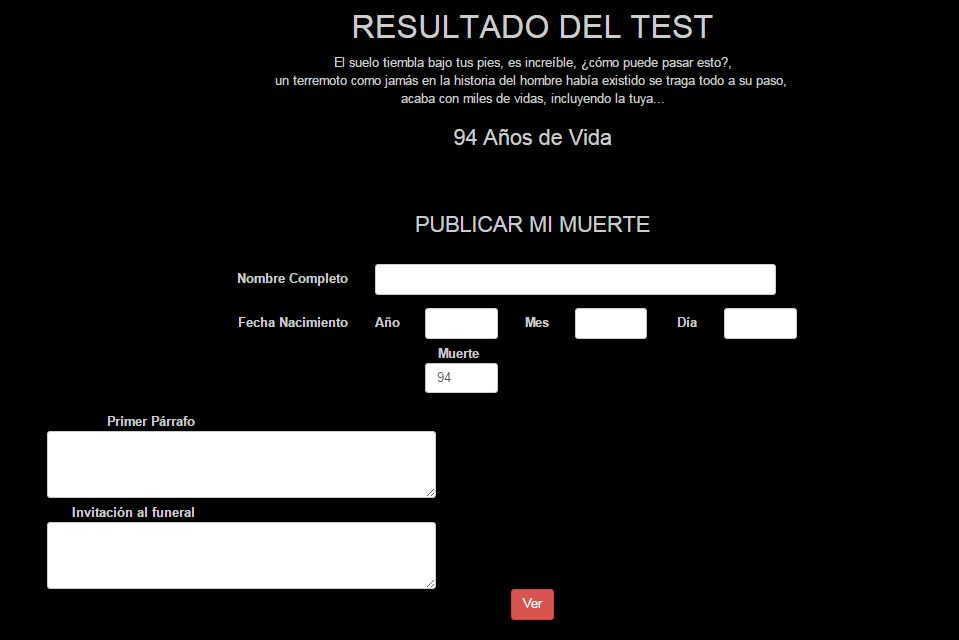 RESULTADO DEL TEST
El suelo tiembla bajo tus pies, es increíble, ¿cómo puede pasar esto?,
un terremoto como jamás en la historia del hombre había existido se traga todo a su paso,
acaba con miles de vidas, incluyendo la tuya...
94 Años de Vida
PUBLICAR MI MUERTE
Nombre Completo
Fecha Nacimiento Año Mes Día
Muerte
94
Primer Párrafo
Invitación al funeral
Ver